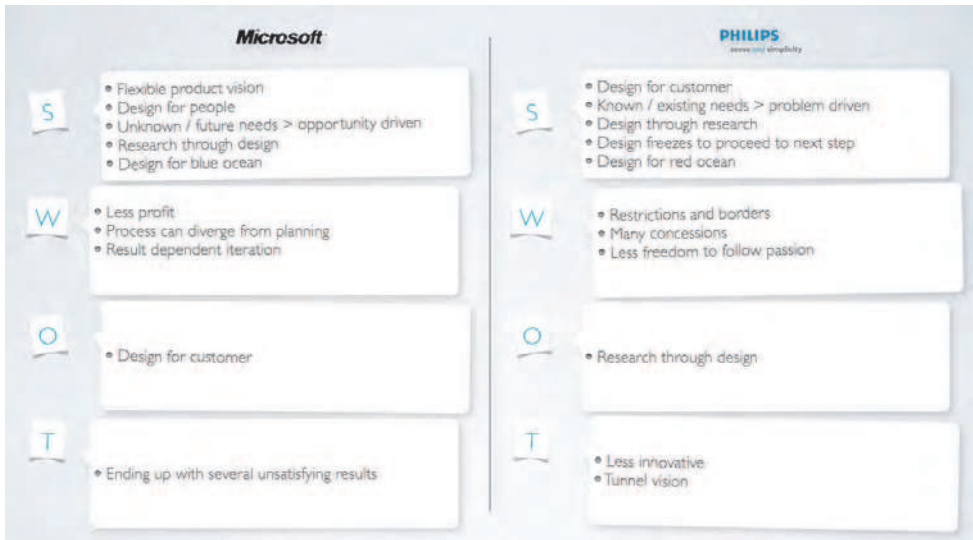 Microsoft
S
• Flexible product vision
• Design for people
• Unknown / future needs > opportunity driven
• Research through design
• Design for blue ocean
W
• Less profit
• Process can diverge from planning
• Result dependent iteration
O
• Design for customer
T
• Ending up with several unsatisfying results
PHILIPS
sense and simplicity
S
• Design for customer
• Known / existing needs > problem driven
• Design through research
• Design freezes to proceed to next step
• Design for red ocean
W
• Restrictions and borders
• Many concessions
• Less freedom to follow passion
O
• Research through design
T
• Less innovative
• Tunnel vision